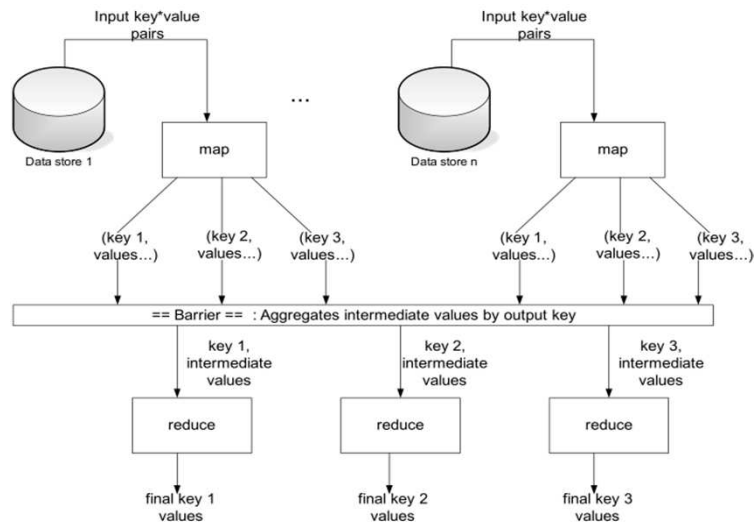 Input key*value
pairs
Input key*value
pairs
...
Data store 1
map
Data store n
map
(key 1,
values...)
(key 2,
values...)
(key 3,
values...)
(key 1,
values...)
(key 2,
values...)
(key 3,
values...)
== Barrier == : Aggregates intermediate values by output key
key 1,
intermediate
values
key 2,
intermediate
values
key 3,
intermediate
values
reduce
reduce
reduce
final key 1
values
final key 2
values
final key 3
values